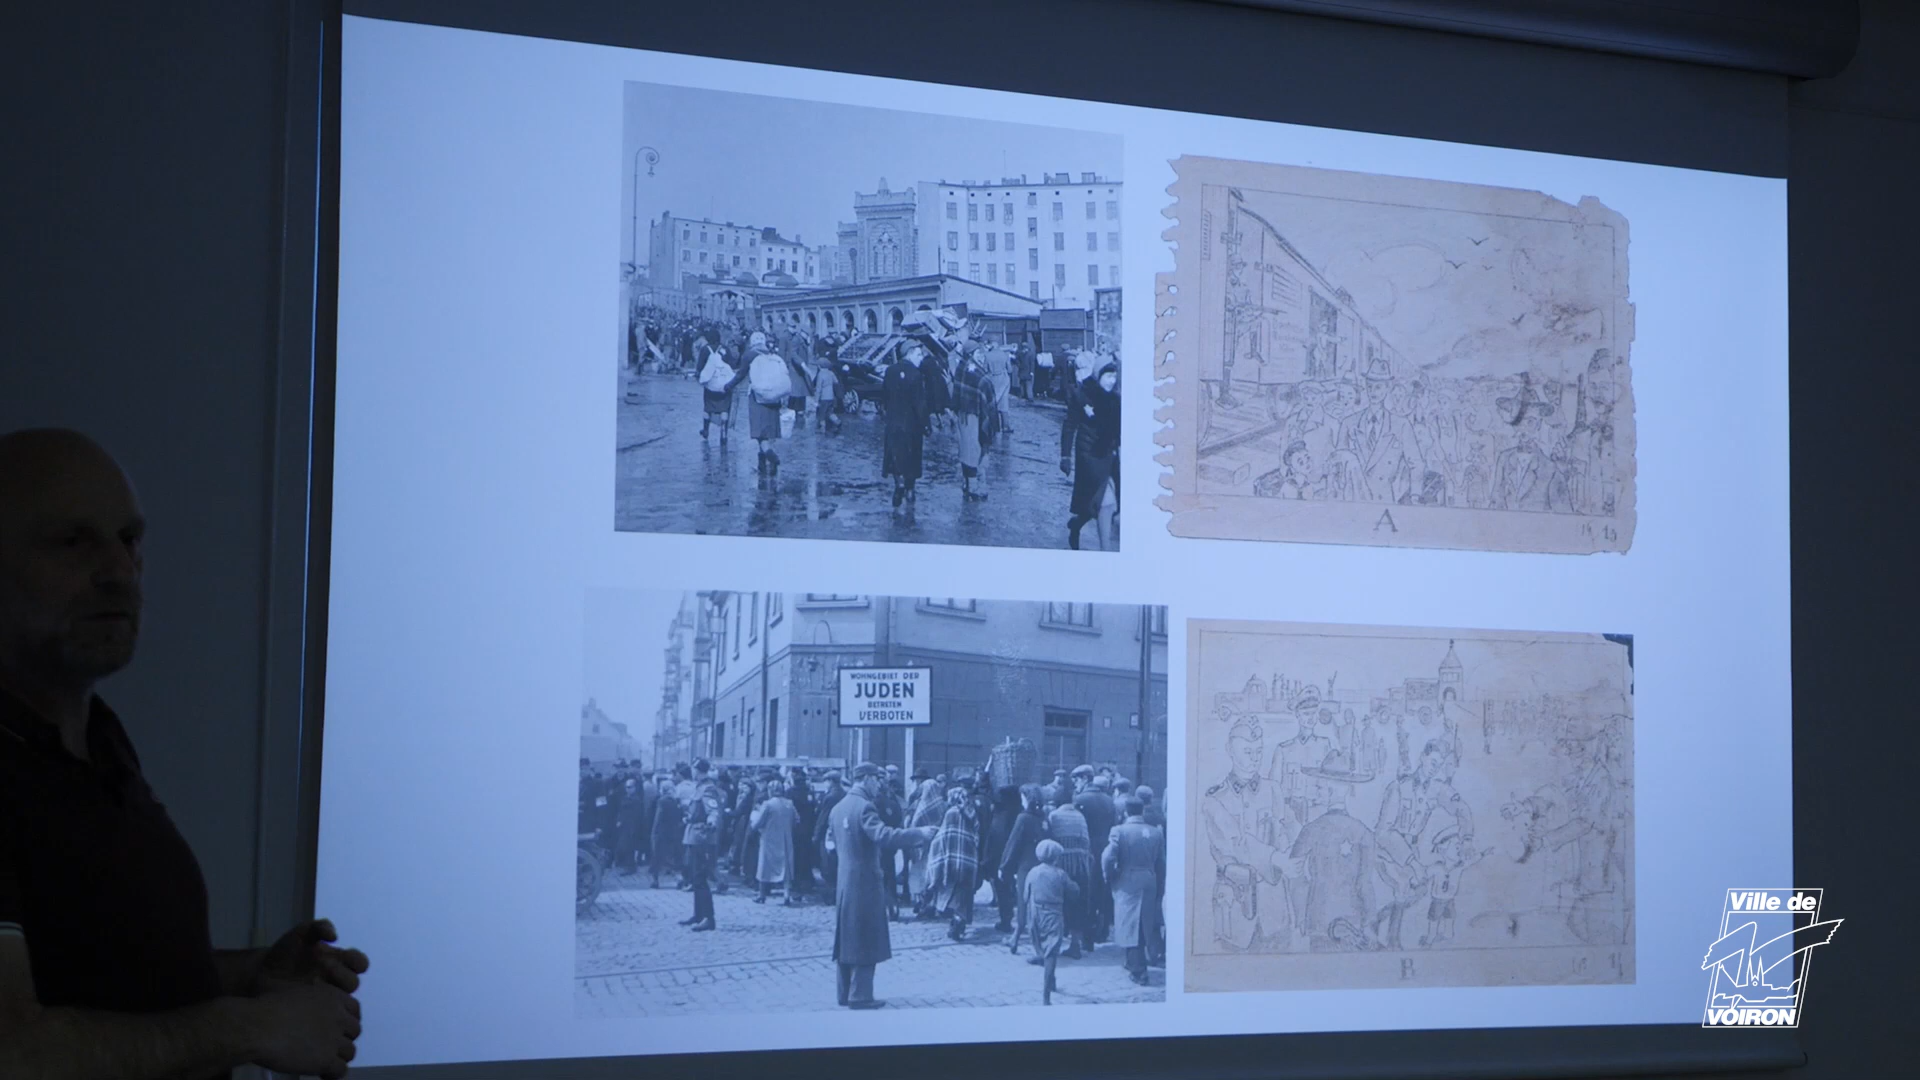 A
WOHNGEBIET DER
JUDEN
BETRETEN
VERBOTEN
B
Ville de
VOIRON